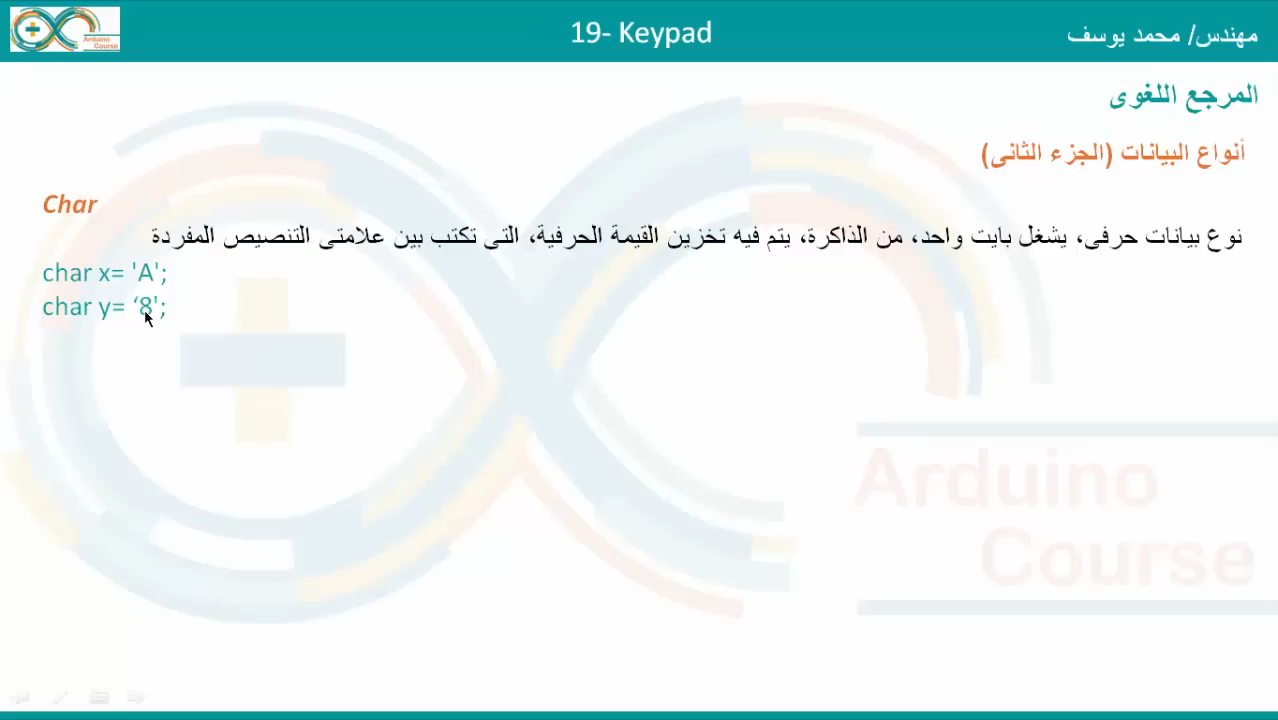 Arduino
Course
19- Keypad
مهندس/ محمد يوسف
المرجع اللغوى
أنواع البيانات (الجزء الثانى)
Char
نوع بيانات حرفى، يشغل بايت واحد، من الذاكرة، يتم فيه تخزين القيمة الحرفية، التى تكتب بين علامتى التنصيص المفردة
char x= 'A';
char y= ‘8';
Arduino
Course